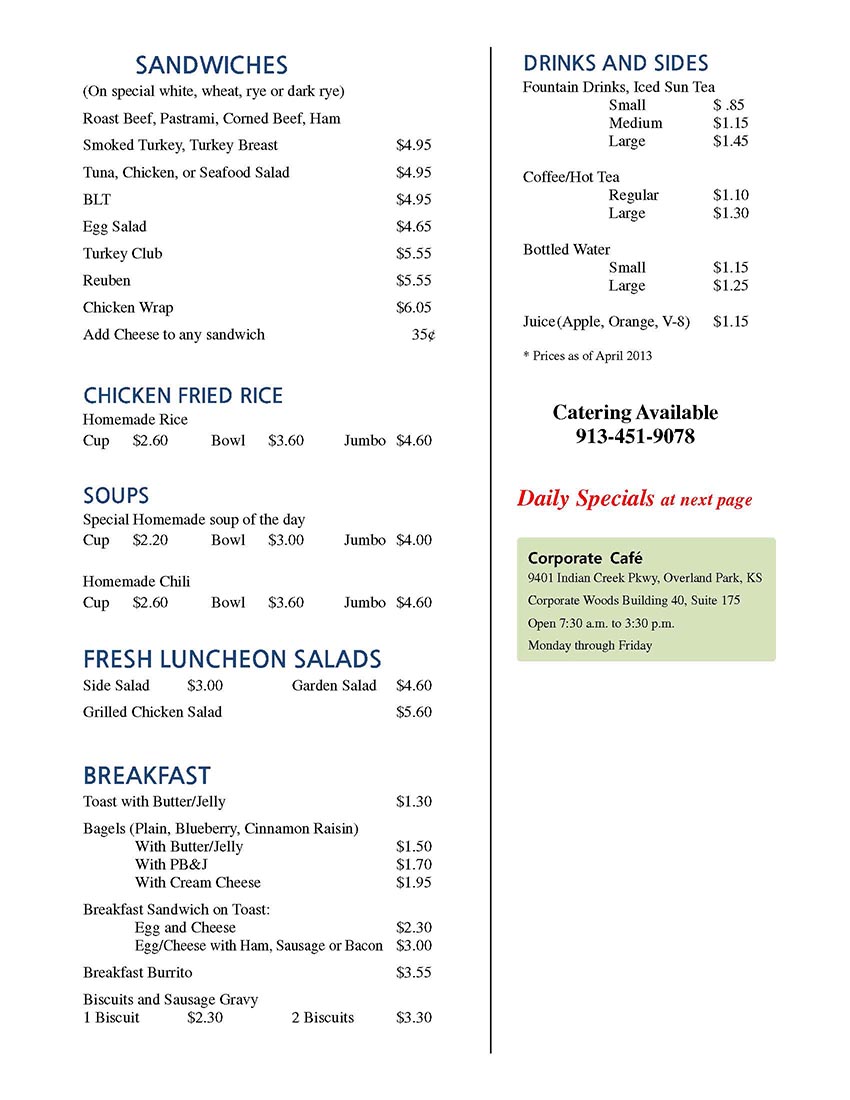 SANDWICHES
(On special white, wheat, rye or dark rye)
Roast Beef, Pastrami, Corned Beef, Ham
Smoked Turkey, Turkey Breast $4.95
Tuna, Chicken, or Seafood Salad $4.95
BLT $4.95
Egg Salad $4.65
Turkey Club $5.55
Reuben $5.55
Chicken Wrap $6.05
Add Cheese to any sandwich 35¢
CHICKEN FRIED RICE
Homemade Rice
Cup $2.60 Bowl $3.60 Jumbo $4.60
SOUPS
Special Homemade soup of the day
Cup $2.20 Bowl $3.00 Jumbo $4.00
Homemade Chili
Cup $2.60 Bowl $3.60 Jumbo $4.60
FRESH LUNCHEON SALADS
Side Salad $3.00 Garden Salad $4.60
Grilled Chicken Salad $5.60
BREAKFAST
Toast with Butter/Jelly $1.30
Bagels (Plain, Blueberry, Cinnamon Raisin)
With Butter/Jelly $1.50
With PB&J $1.70
With Cream Cheese $1.95
Breakfast Sandwich on Toast:
Egg and Cheese $2.30
Egg/Cheese with Ham, Sausage or Bacon $3.00
Breakfast Burrito $3.55
Biscuits and Sausage Gravy
1 Biscuit $2.30 2 Biscuits $3.30
DRINKS AND SIDES
Fountain Drinks, Iced Sun Tea
Small $ .85
Medium $1.15
Large $1.45
Coffee/Hot Tea
Regular $1.10
Large $1.30
Bottled Water
Small $1.15
Large $1.25
Juice (Apple, Orange, V-8) $1.15
* Prices as of April 2013
Catering Available
913-451-9078
Daily Specials at next page
Corporate Café
9401 Indian Creek Pkwy, Overland Park, KS
Corporate Woods Building 40, Suite 175
Open 7:30 a.m. to 3:30 p.m.
Monday through Friday